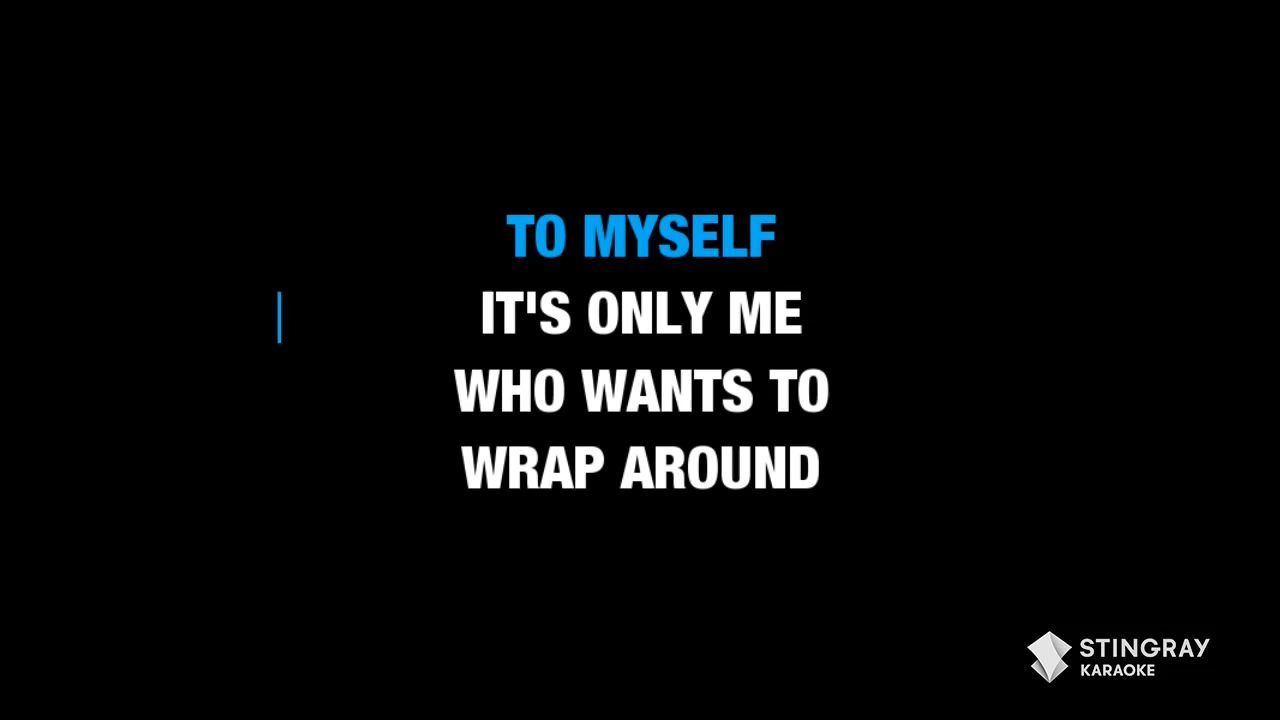 TO MYSELF
IT'S ONLY ME
WHO WANTS TO
WRAP AROUND
STINGRAY
KARAOKE